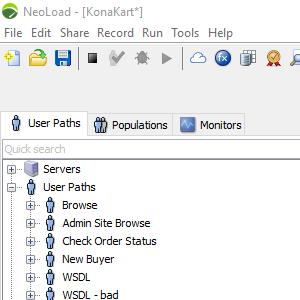 NeoLoad - [KonaKart*]
File Edit Share Record Run Tools
fx
User Paths Populations Monitors
Quick search
Servers
User Paths
Browse
Admin Site Browse
Check Order Status
New Buyer
WSDL
WSDL - bad